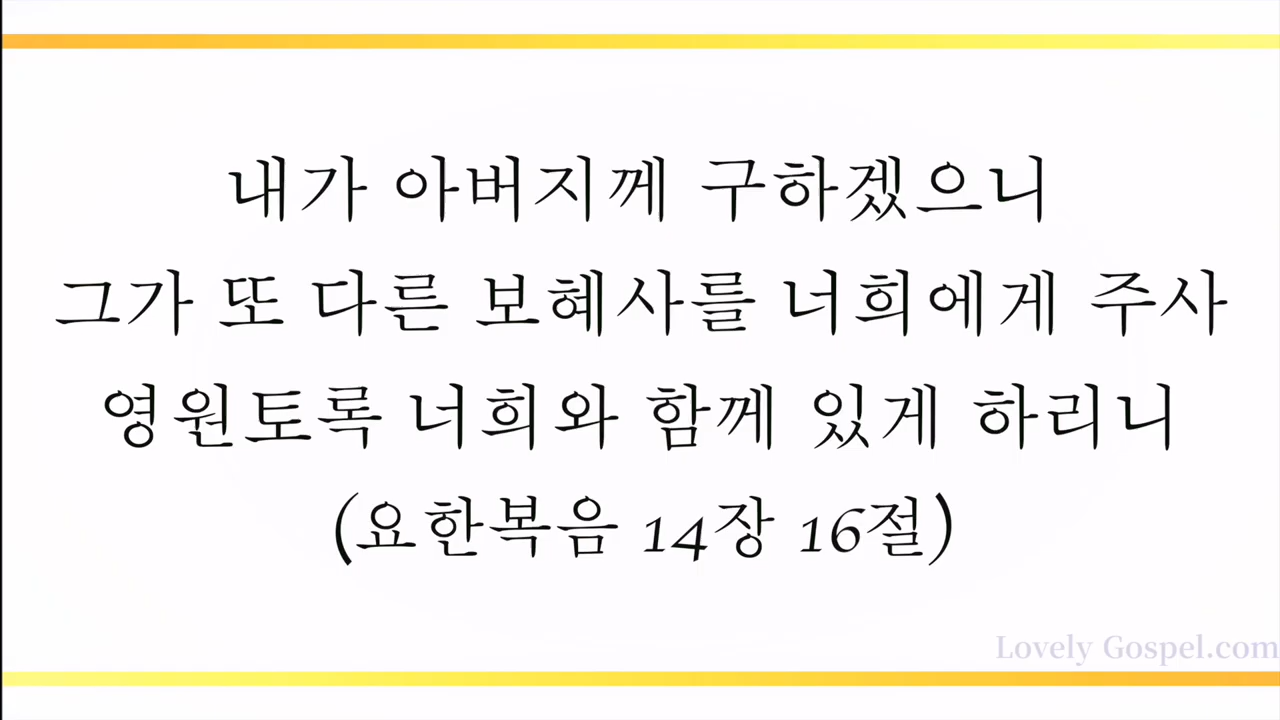 내가 아버지께 구하겠으니
그가 또 다른 보혜사를 너희에게 주사
영원토록 너희와 함께 있게 하리니
(요한복음 14장 16절)
Lovely Gospel.com